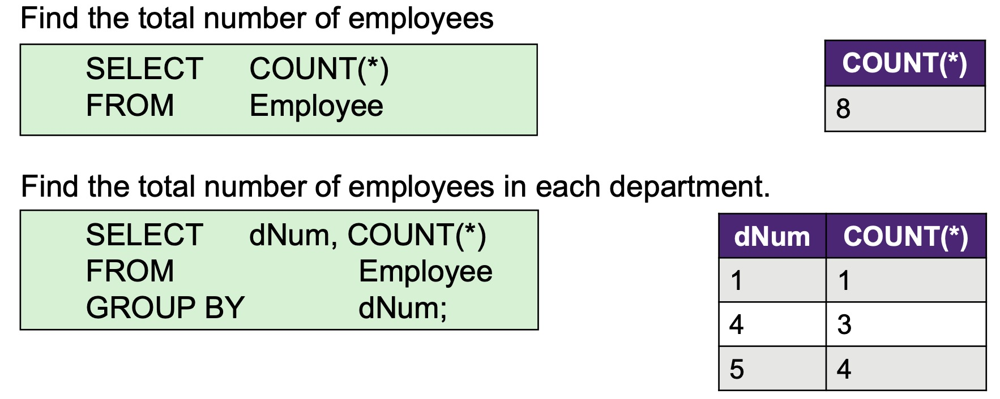 Find the total number of employees
SELECT COUNT(*)
FROM Employee
COUNT(*)
8
Find the total number of employees in each department.
SELECT dNum, COUNT(*)
FROM Employee
GROUP BY dNum;
dNum COUNT(*)
1 1
4 3
5 4